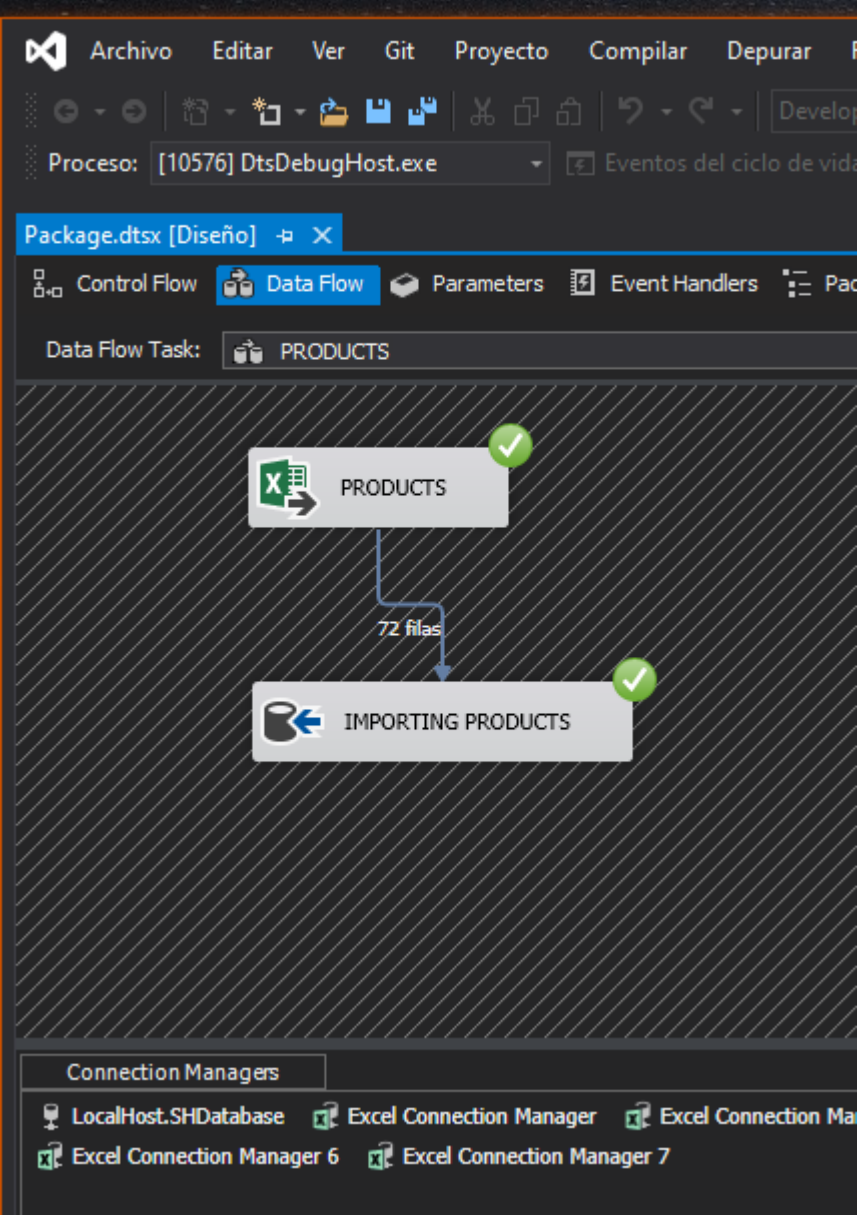 Archivo Editar Ver Git Proyecto Compilar Depurar
Proceso: [10576] DtsDebugHost.exe Eventos del ciclo de vida
Package.dtsx [Diseño]
Control Flow Data Flow Parameters Event Handlers
Data Flow Task: PRODUCTS
PRODUCTS
72 filas
IMPORTING PRODUCTS
Connection Managers
LocalHost.SHDatabase Excel Connection Manager Excel Connection
Excel Connection Manager 6 Excel Connection Manager 7